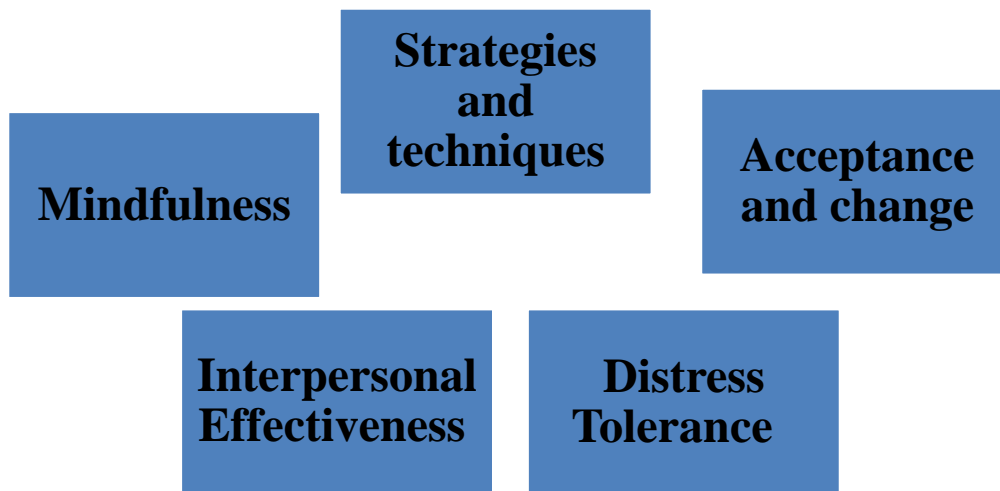 Strategies
and
techniques
Mindfulness
Acceptance
and change
Interpersonal
Effectiveness
Distress
Tolerance